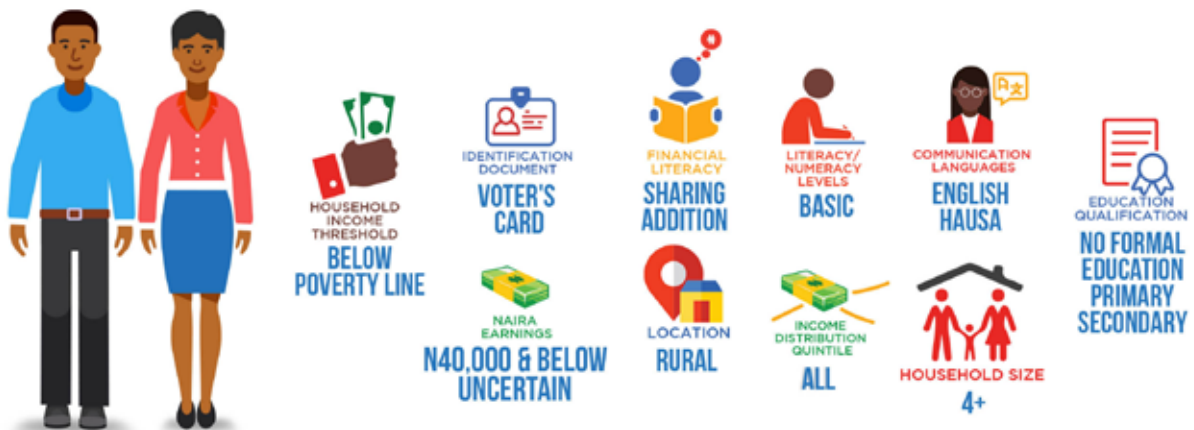 HOUSEHOLD
INCOME
THRESHOLD
BELOW
POVERTY LINE
IDENTIFICATION
DOCUMENT
VOTER'S
CARD
FINANCIAL
LITERACY
SHARING
ADDITION
LITERACY/
NUMERACY
LEVELS
BASIC
COMMUNICATION
LANGUAGES
ENGLISH
HAUSA
EDUCATION
QUALIFICATION
NO FORMAL
EDUCATION
PRIMARY
SECONDARY
NAIRA
EARNINGS
N40,000 & BELOW
UNCERTAIN
LOCATION
RURAL
INCOME
DISTRIBUTION
QUINTILE
ALL
HOUSEHOLD SIZE
4+